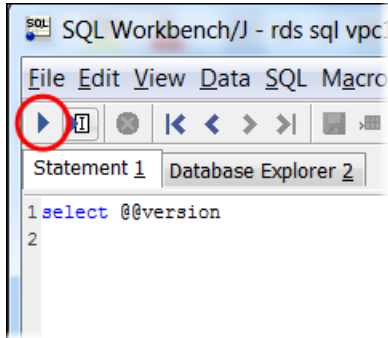 SQL
SQL Workbench/J - rds sql vpc
File Edit View Data SQL Macro
Statement 1 Database Explorer 2
1 select @@version
2